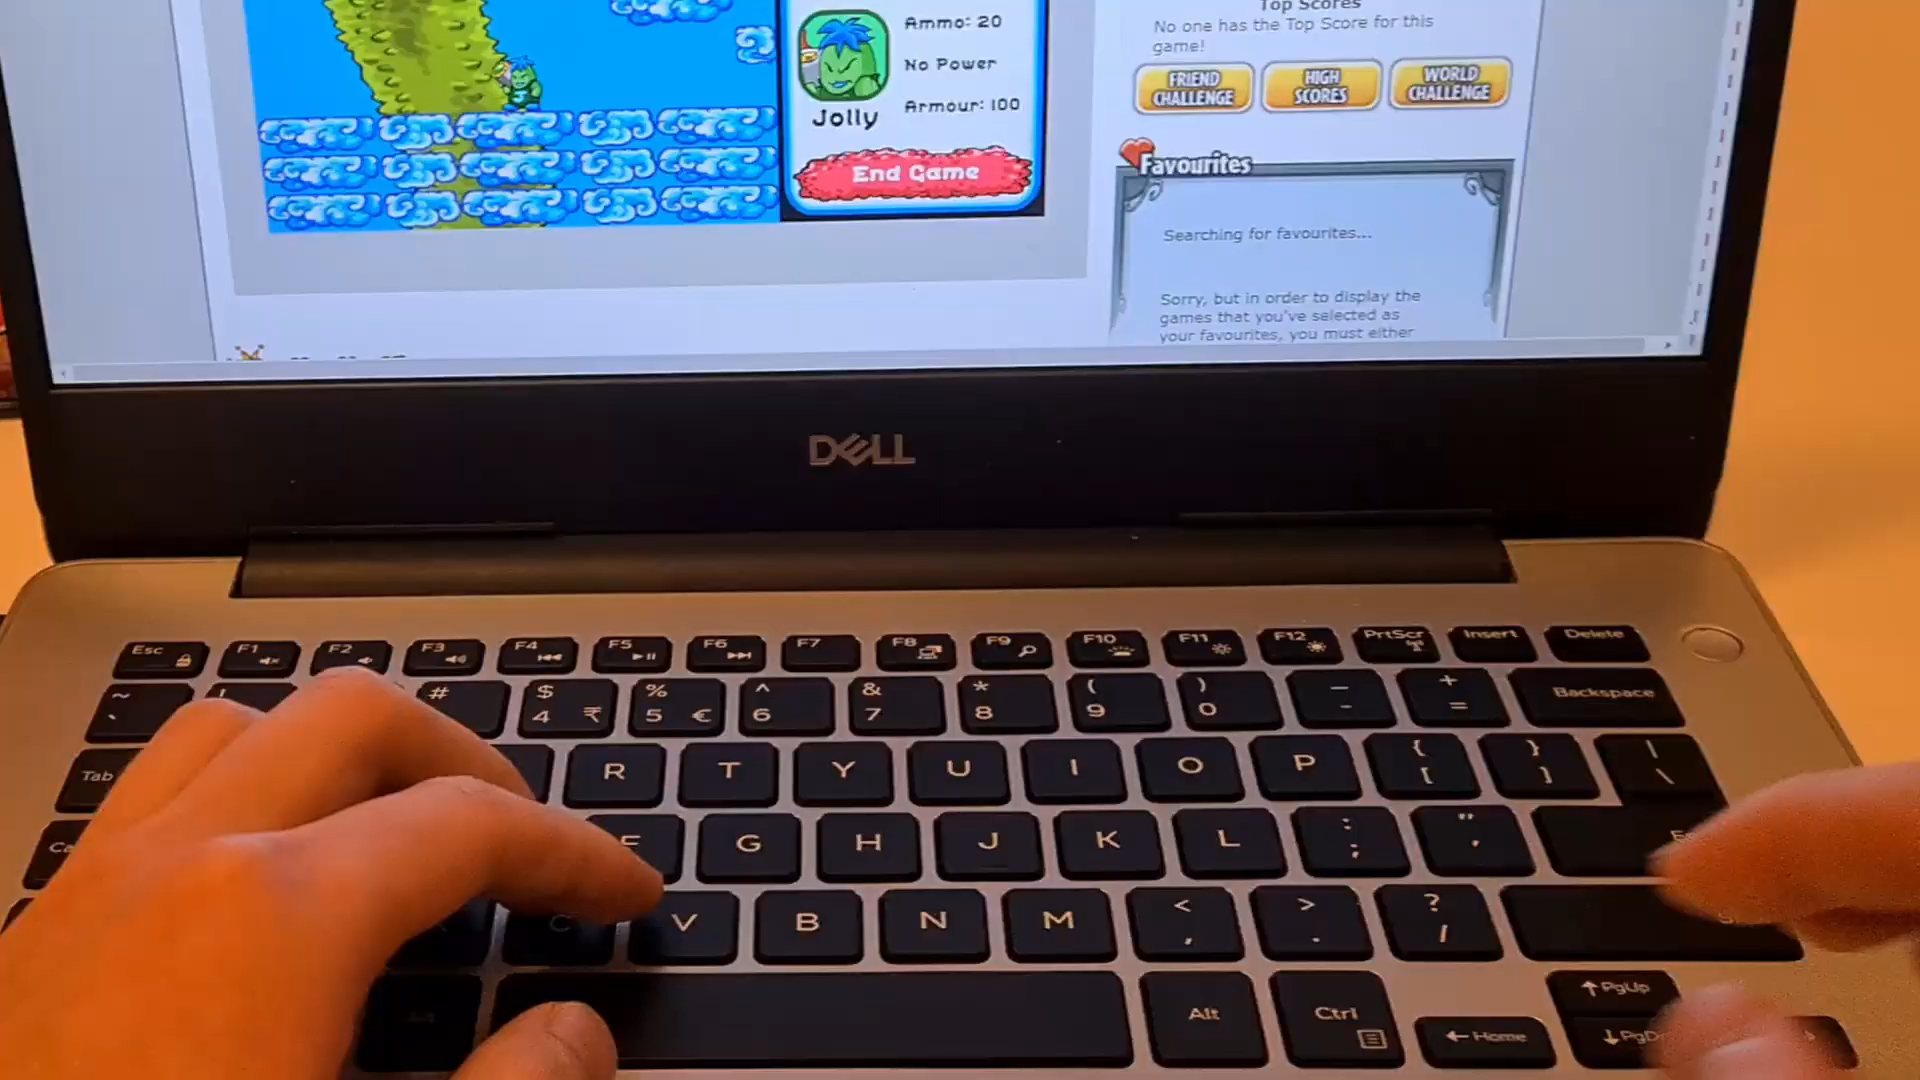 Top Scores
No one has the Top Score for this
game!
FRIEND
CHALLENGE
HIGH
SCORES
WORLD
CHALLENGE
Ammo: 20
No Power
Armour: 100
Jolly
End Game
Favourites
Searching for favourites...
Sorry, but in order to display the
games that you've selected as
your favourites, you must either
DELL
Esc F1 F2 F3 F4 F5 F6 F7 F8 F9 F10 F11 F12 PrtScr Insert Delete
~ ` ! # $ 4 ₹ % 5 € ^ 6 & 7 * 8 ( 9 ) 0 _ - + = Backspace
Tab R T Y U I O P { [ } ] | \
G H J K L : ; " '
C V B N M < , > . ? /
Alt Ctrl Home PgUp